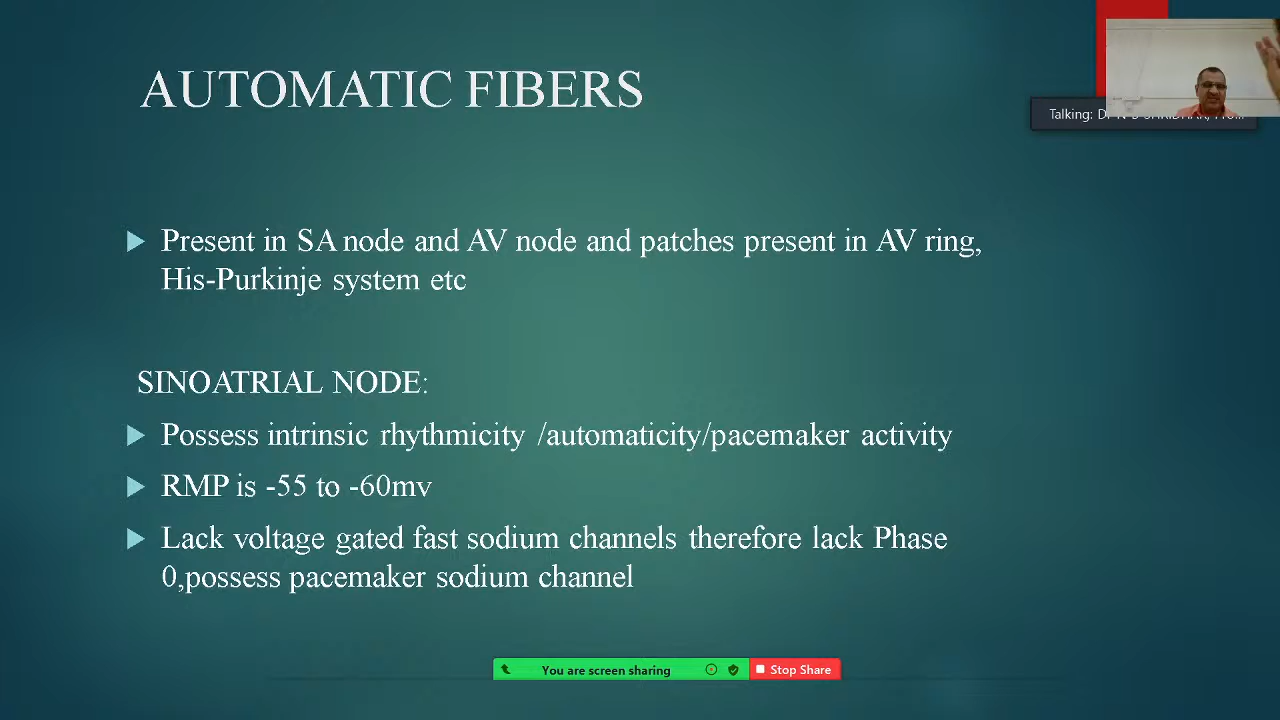 AUTOMATIC FIBERS
Talking:
Present in SA node and AV node and patches present in AV ring,
His-Purkinje system etc
SINOATRIAL NODE:
Possess intrinsic rhythmicity /automaticity/pacemaker activity
RMP is -55 to -60mv
Lack voltage gated fast sodium channels therefore lack Phase
0,possess pacemaker sodium channel
You are screen sharing
Stop Share